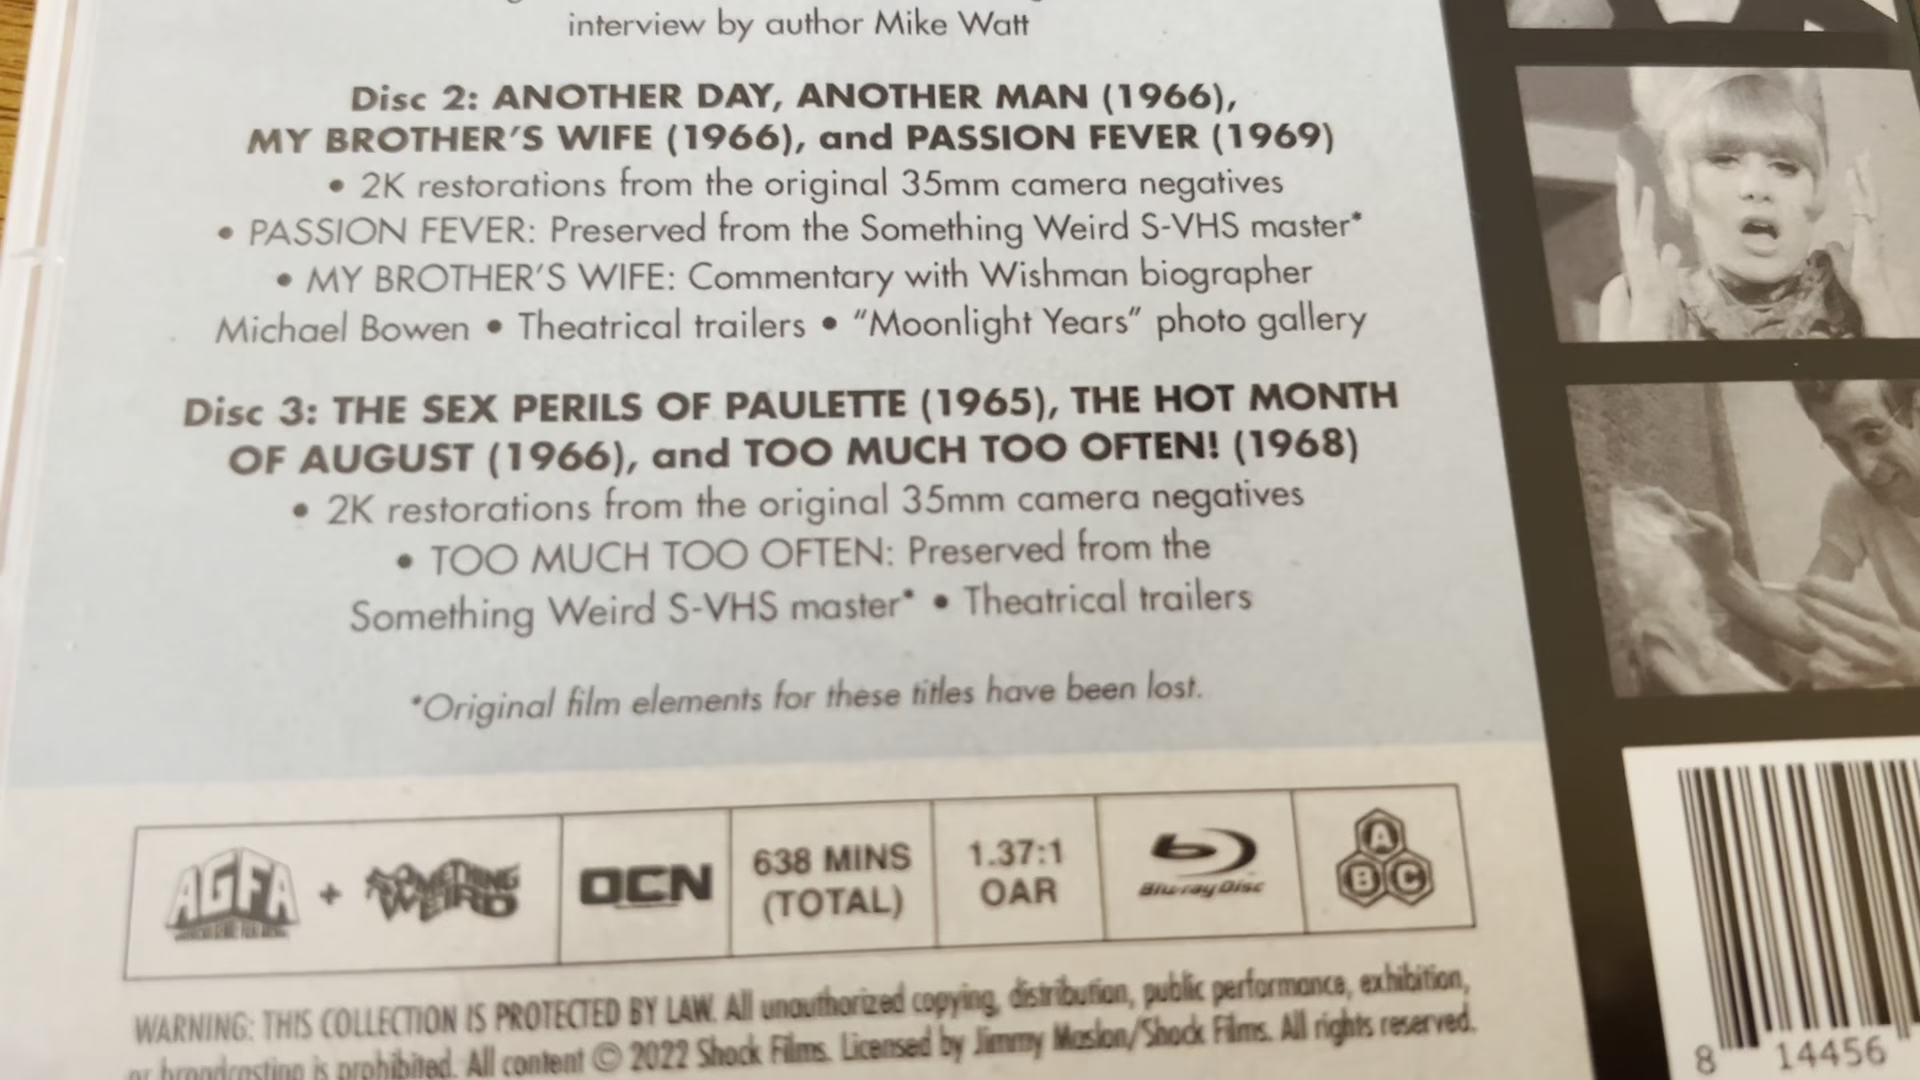 interview by author Mike Watt
Disc 2: ANOTHER DAY, ANOTHER MAN (1966),
MY BROTHER'S WIFE (1966), and PASSION FEVER (1969)
• 2K restorations from the original 35mm camera negatives
• PASSION FEVER: Preserved from the Something Weird S-VHS master*
• MY BROTHER'S WIFE: Commentary with Wishman biographer
Michael Bowen • Theatrical trailers • “Moonlight Years” photo gallery
Disc 3: THE SEX PERILS OF PAULETTE (1965), THE HOT MONTH
OF AUGUST (1966), and TOO MUCH TOO OFTEN! (1968)
• 2K restorations from the original 35mm camera negatives
• TOO MUCH TOO OFTEN: Preserved from the
Something Weird S-VHS master* • Theatrical trailers
*Original film elements for these titles have been lost.
AGFA + SOMETHING WEIRD
OCN
638 MINS
(TOTAL)
1.37:1
OAR
Blu-ray Disc
A
B C
WARNING: THIS COLLECTION IS PROTECTED BY LAW. All unauthorized copying, distribution, public performance, exhibition,
or broadcasting is prohibited. All content © 2022 Shock Films. Licensed by Jimmy Maslon/Shock Films. All rights reserved.
8 14456